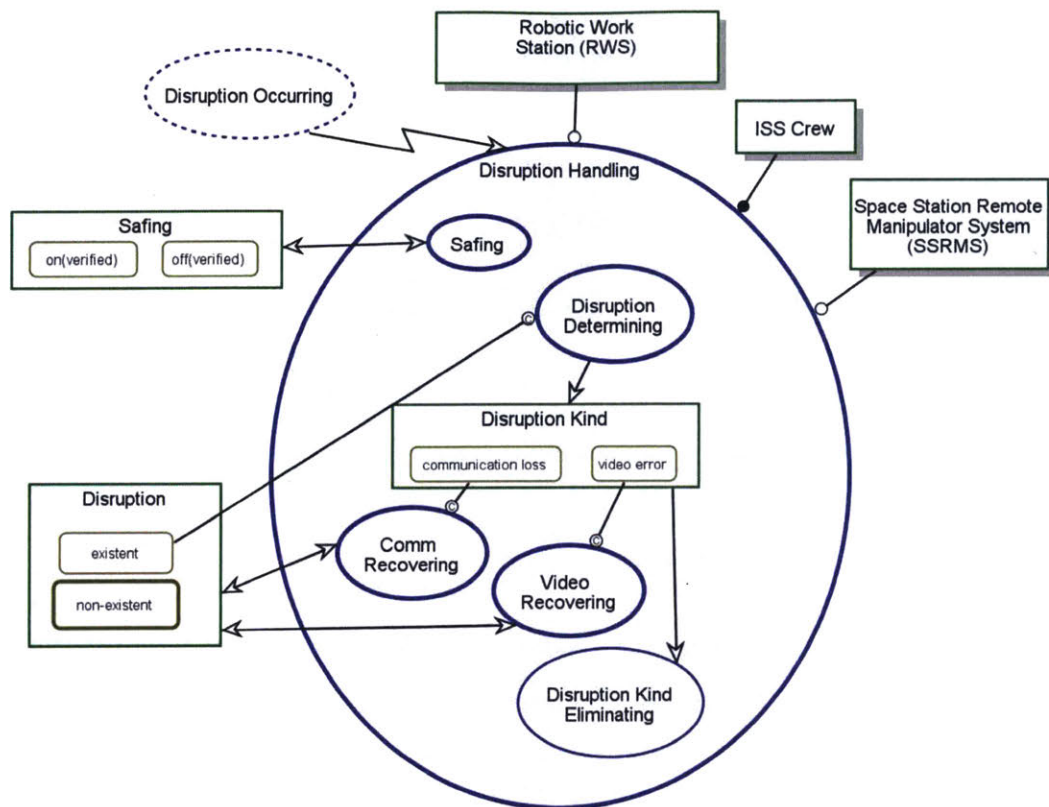 Robotic Work
Station (RWS)
Disruption Occurring
ISS Crew
Disruption Handling
Space Station Remote
Manipulator System
(SSRMS)
Safing
on(verified)
off(verified)
Safing
Disruption
Determining
Disruption Kind
communication loss
video error
Disruption
existent
non-existent
Comm
Recovering
Video
Recovering
Disruption Kind
Eliminating
c
c
c